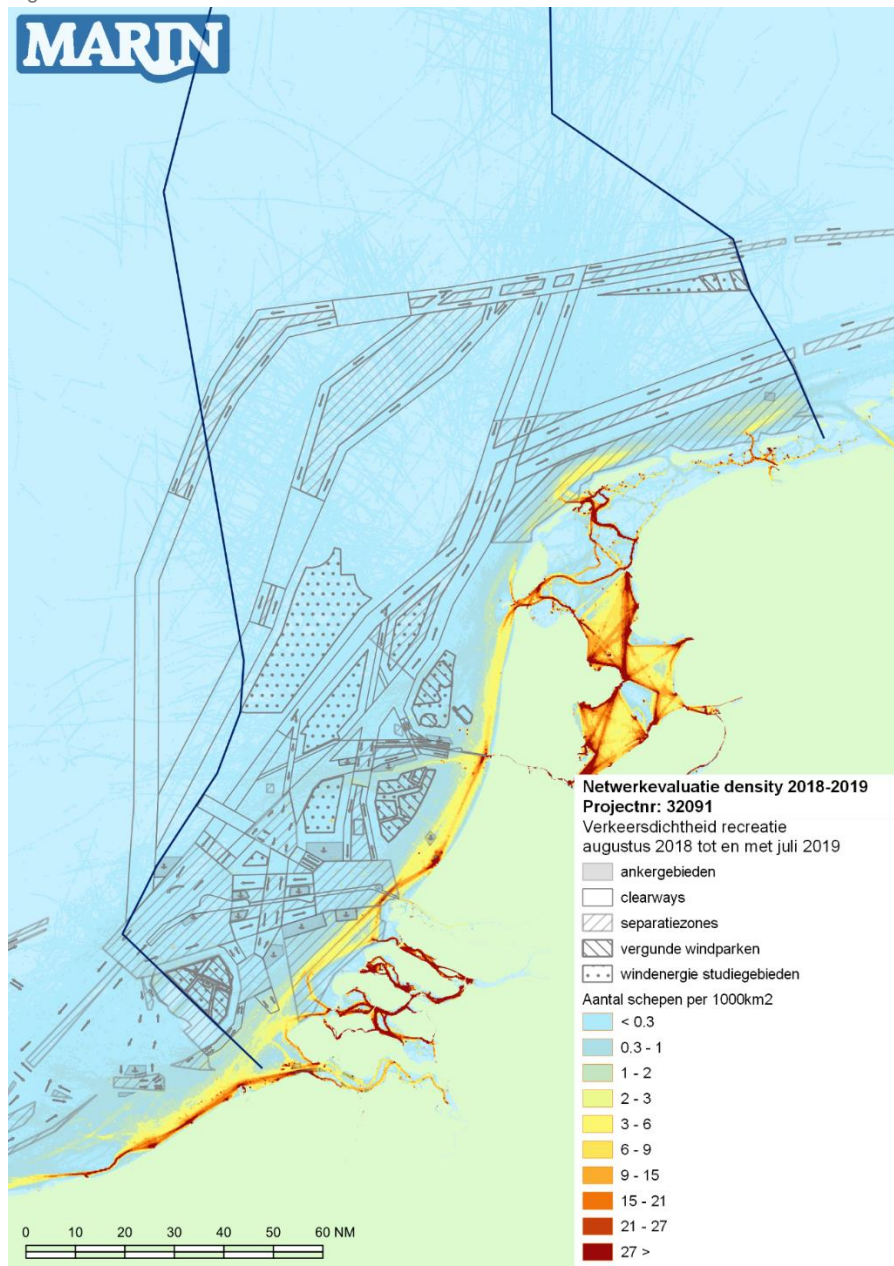 MARIN
Netwerkevaluatie density 2018-2019
Projectnr: 32091
Verkeersdichtheid recreatie
augustus 2018 tot en met juli 2019
ankergebieden
clearways
separatiezones
vergunde windparken
windenergie studiegebieden
Aantal schepen per 1000km2
< 0.3
0.3 - 1
1 - 2
2 - 3
3 - 6
6 - 9
9 - 15
15 - 21
21 - 27
27 >
0 10 20 30 40 50 60 NM